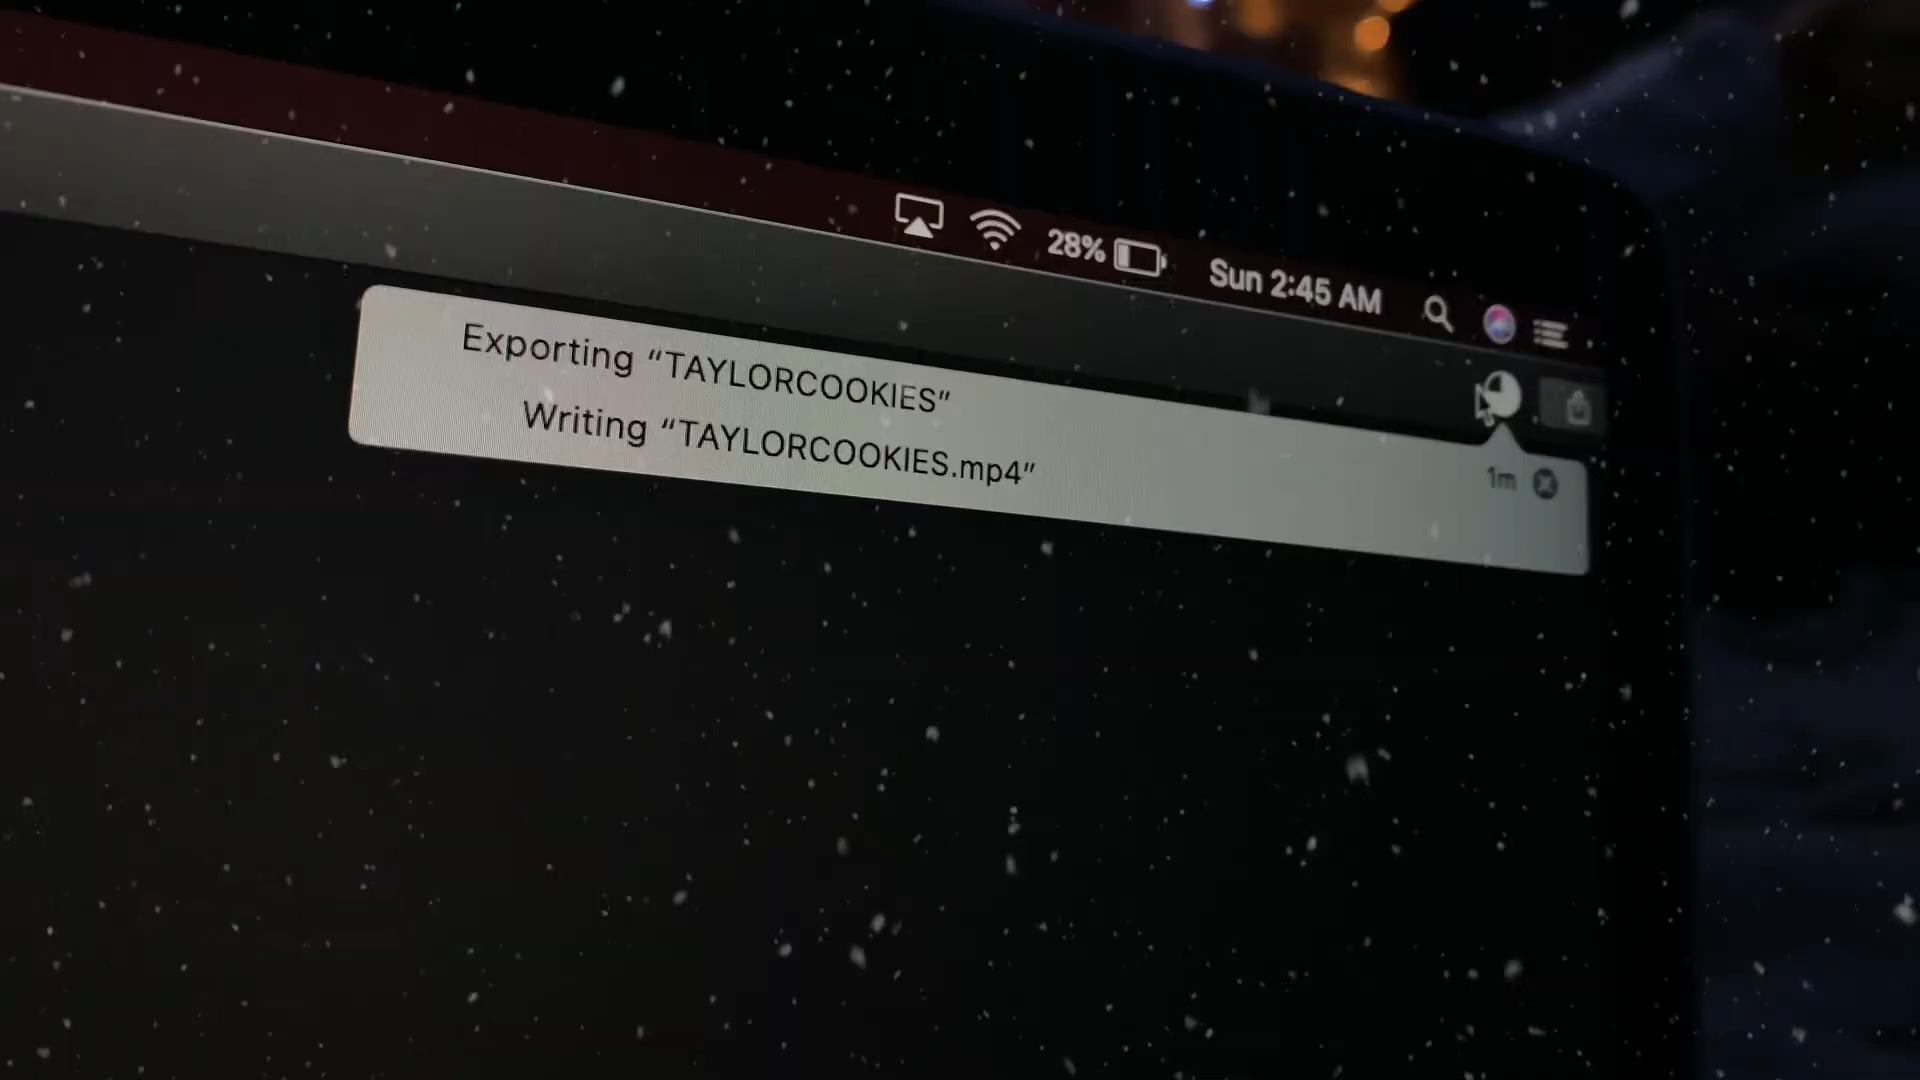 28%
Sun 2:45 AM
Exporting “TAYLORCOOKIES”
Writing “TAYLORCOOKIES.mp4”
1m